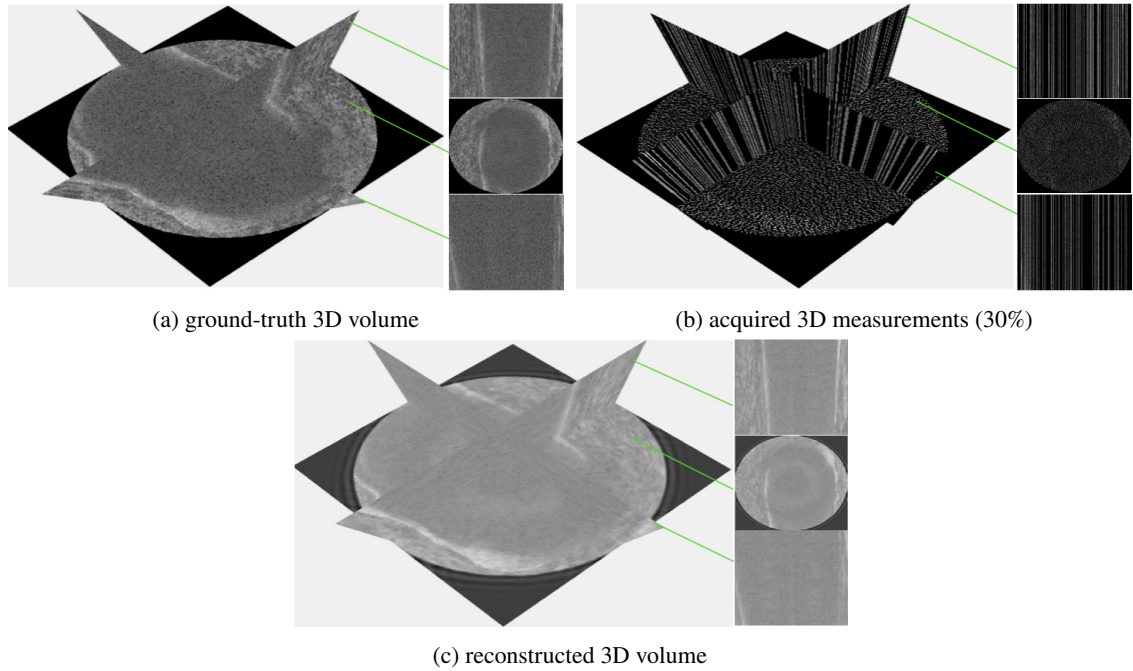 (a) ground-truth 3D volume
(b) acquired 3D measurements (30%)
(c) reconstructed 3D volume